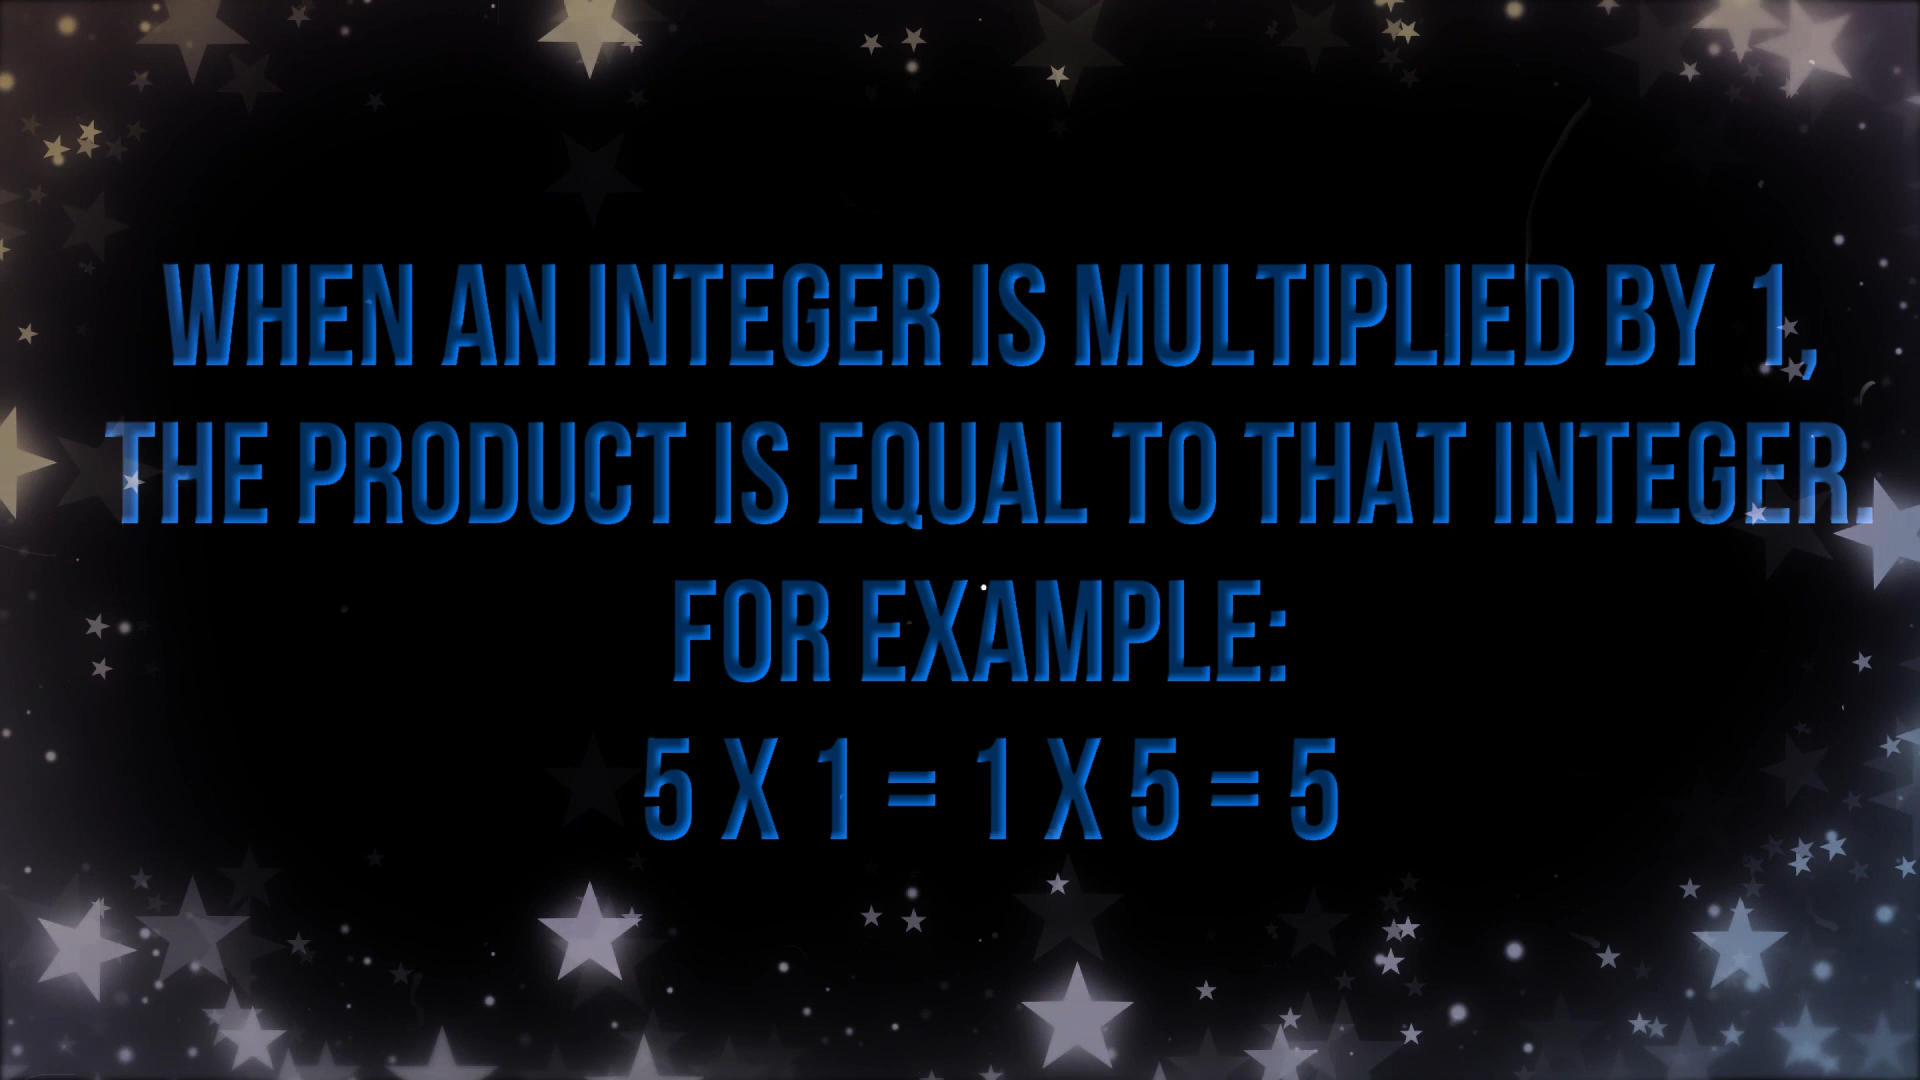 WHEN AN INTEGER IS MULTIPLIED BY 1,
THE PRODUCT IS EQUAL TO THAT INTEGER.
FOR EXAMPLE:
5 X 1 = 1 X 5 = 5